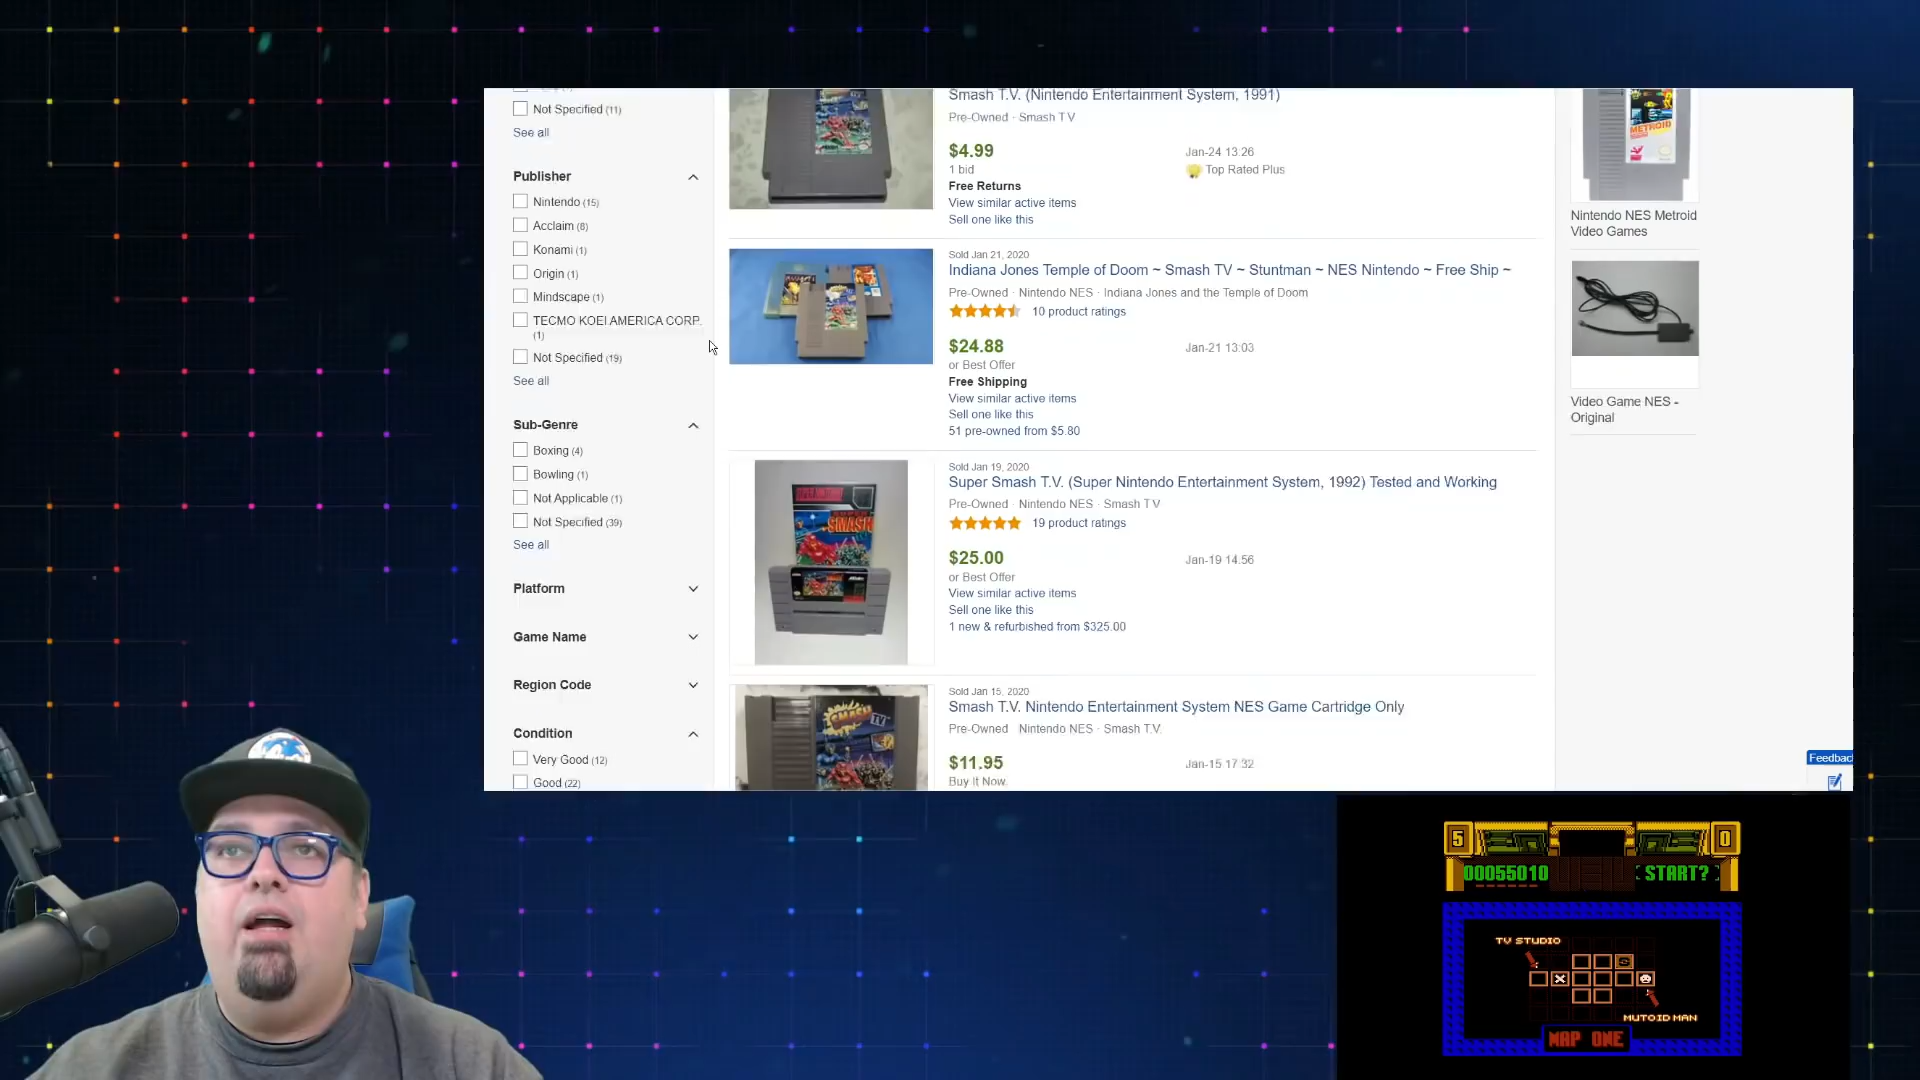 Not Specified (11)
See all
Publisher
Nintendo (15)
Acclaim (8)
Konami (1)
Origin (1)
Mindscape (1)
TECMO KOEI AMERICA CORP.
(1)
Not Specified (19)
See all
Sub-Genre
Boxing (4)
Bowling (1)
Not Applicable (1)
Not Specified (39)
See all
Platform
Game Name
Region Code
Condition
Very Good (12)
Good (22)
Smash T.V. (Nintendo Entertainment System, 1991)
Pre-Owned · Smash T V
$4.99
Jan-24 13:26
1 bid
Top Rated Plus
Free Returns
View similar active items
Sell one like this
Sold Jan 21, 2020
Indiana Jones Temple of Doom ~ Smash TV ~ Stuntman ~ NES Nintendo ~ Free Ship ~
Pre-Owned · Nintendo NES · Indiana Jones and the Temple of Doom
10 product ratings
$24.88
Jan-21 13:03
or Best Offer
Free Shipping
View similar active items
Sell one like this
51 pre-owned from $5.80
Sold Jan 19, 2020
Super Smash T.V. (Super Nintendo Entertainment System, 1992) Tested and Working
Pre-Owned · Nintendo NES · Smash T V
19 product ratings
$25.00
Jan-19 14:56
or Best Offer
View similar active items
Sell one like this
1 new & refurbished from $325.00
SUPER
SMASH
Sold Jan 15, 2020
Smash T.V. Nintendo Entertainment System NES Game Cartridge Only
Pre-Owned Nintendo NES · Smash T.V.
$11.95
Jan-15 17:32
Buy It Now
SMASH TV
METROID
Nintendo NES Metroid
Video Games
Video Game NES -
Original
Feedbac
5
0
00055010
START?
TV STUDIO
MUTOID MAN
MAP ONE